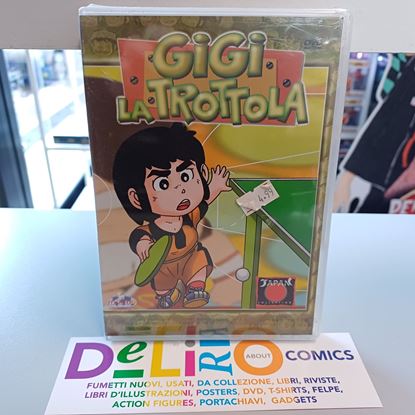 GiGi
LA TROTTOLA
DVD
4.99
JAPAN
DeLiRiO ABOUT COMICS
FUMETTI NUOVI, USATI, DA COLLEZIONE, LIBRI, RIVISTE,
LIBRI D'ILLUSTRAZIONI, POSTERS, DVD, T-SHIRTS, FELPE,
ACTION FIGURES, PORTACHIAVI, GADGETS